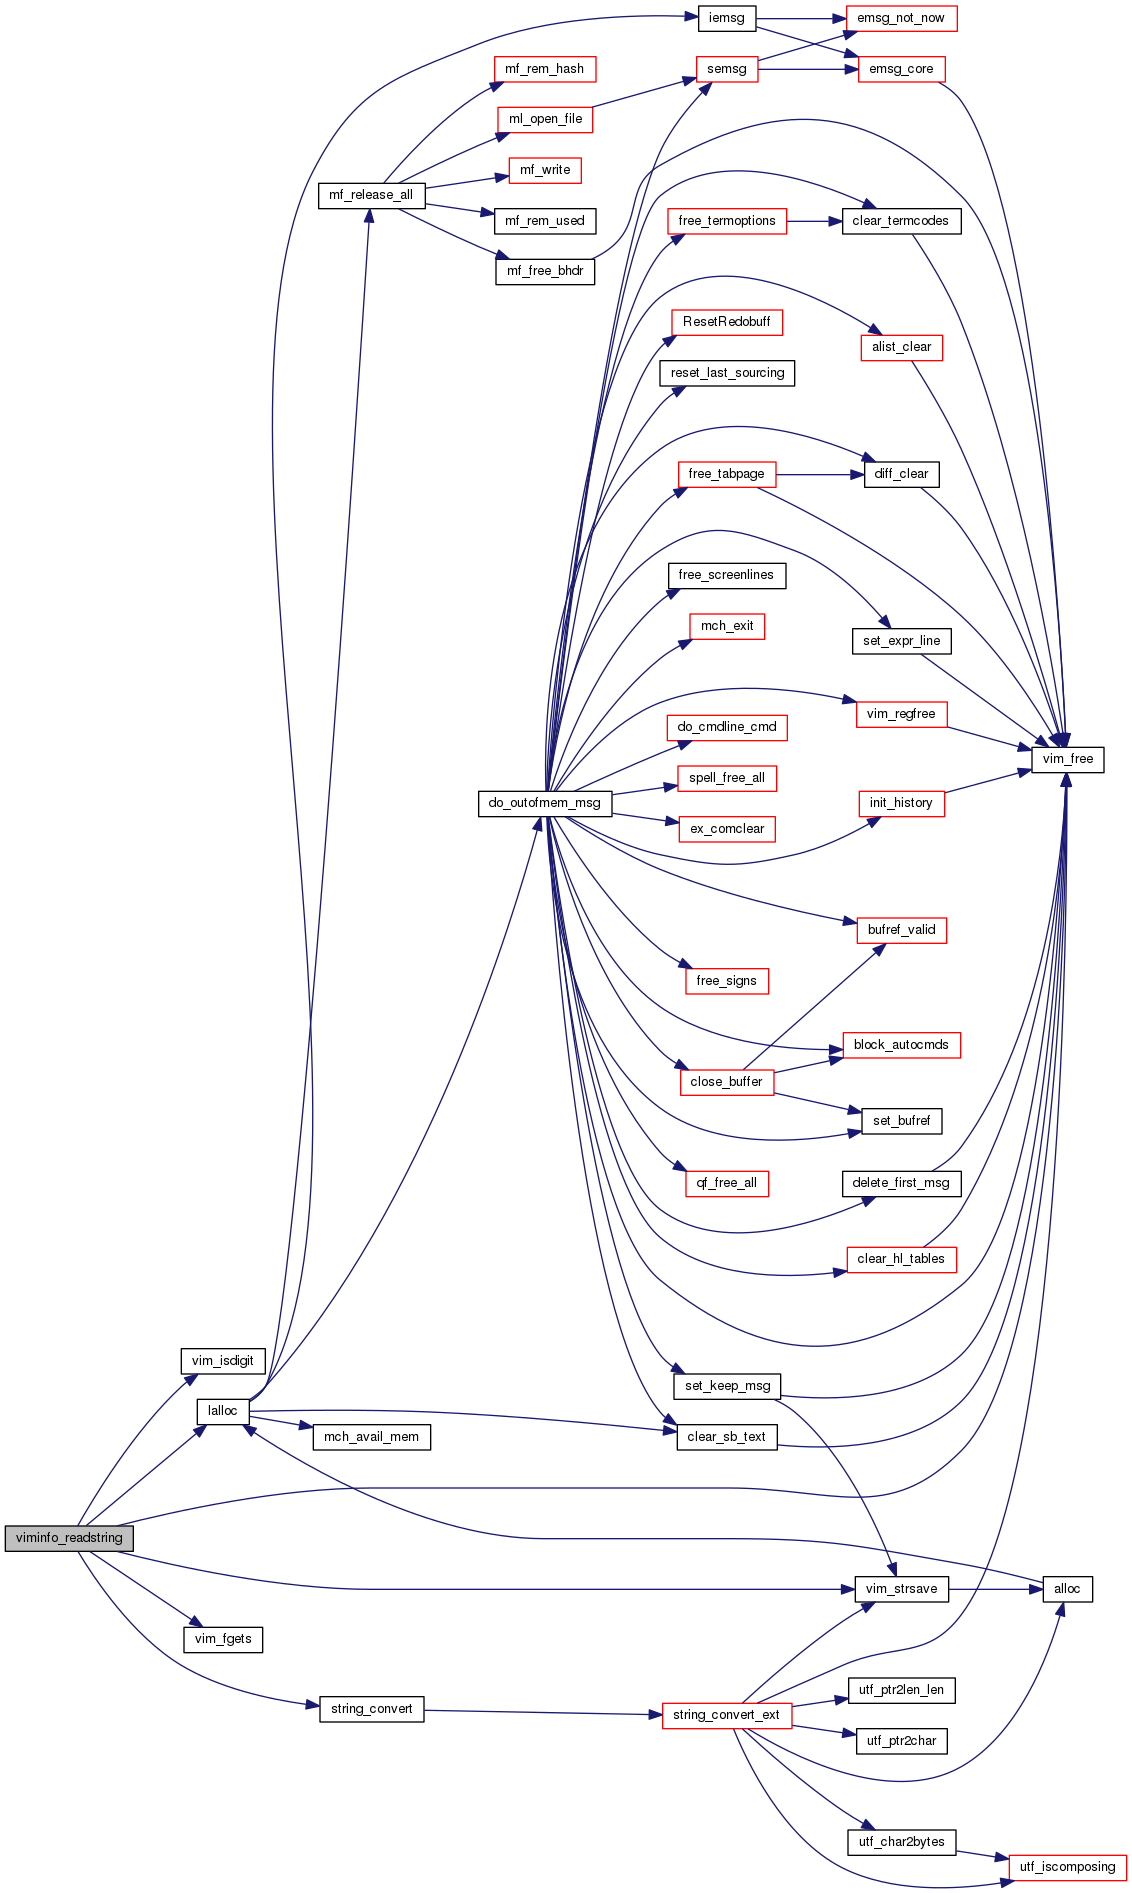 iemsg
emsg_not_now
mf_rem_hash
semsg
emsg_core
ml_open_file
mf_write
mf_release_all
mf_rem_used
free_termoptions
clear_termcodes
mf_free_bhdr
ResetRedobuff
alist_clear
reset_last_sourcing
free_tabpage
diff_clear
free_screenlines
mch_exit
set_expr_line
vim_regfree
do_cmdline_cmd
vim_free
spell_free_all
do_outofmem_msg
init_history
ex_comclear
bufref_valid
free_signs
block_autocmds
close_buffer
set_bufref
qf_free_all
delete_first_msg
clear_hl_tables
vim_isdigit
set_keep_msg
lalloc
mch_avail_mem
clear_sb_text
viminfo_readstring
vim_strsave
alloc
vim_fgets
utf_ptr2len_len
string_convert
string_convert_ext
utf_ptr2char
utf_char2bytes
utf_iscomposing